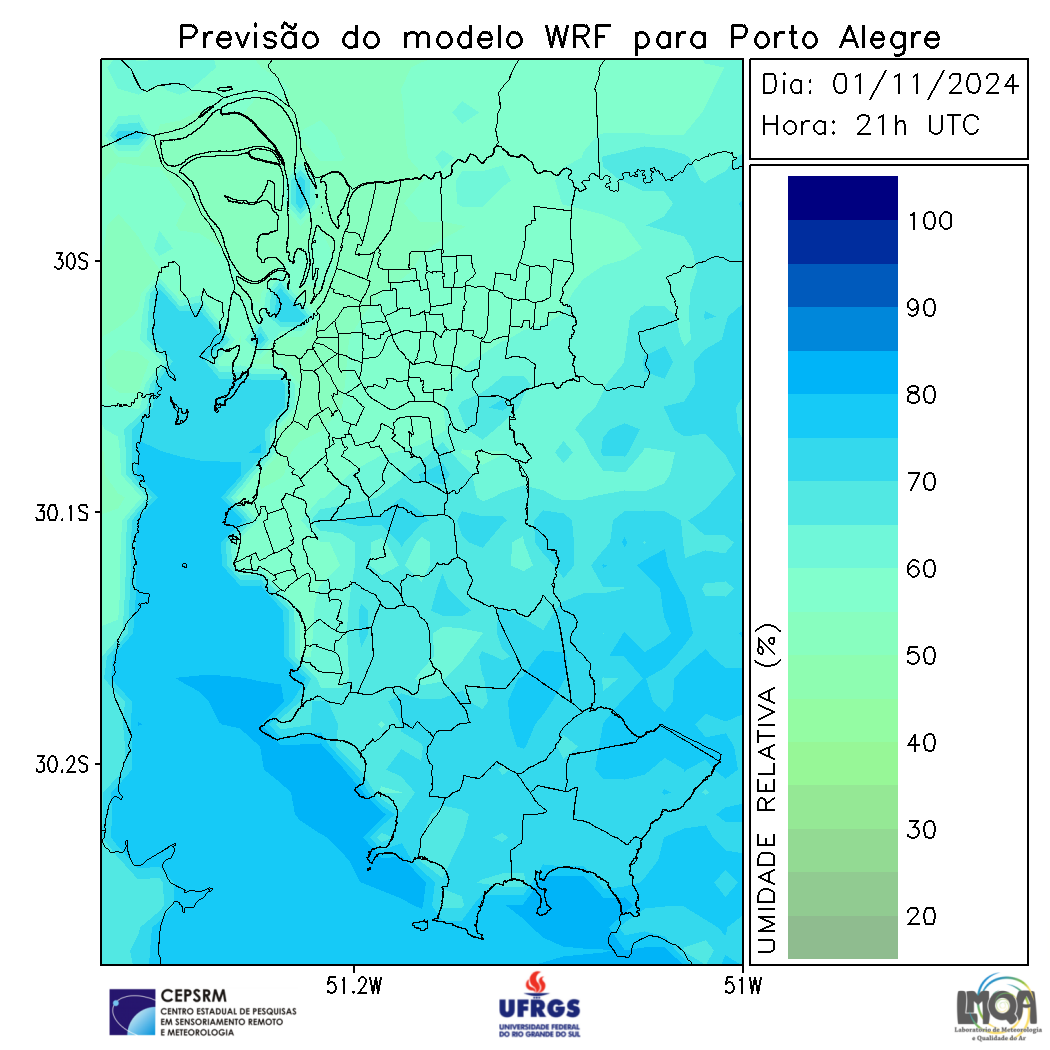 Previsão do modelo WRF para Porto Alegre
Dia: 01/11/2024
Hora: 21h UTC
30S
30.1S
30.2S
51.2W
51W
100
90
80
70
60
50
40
30
20
UMIDADE RELATIVA (%)
CEPSRM
CENTRO ESTADUAL DE PESQUISAS
EM SENSORIAMENTO REMOTO
E METEOROLOGIA
UFRGS
UNIVERSIDADE FEDERAL
DO RIO GRANDE DO SUL
LMQA
Laboratório de Meteorologia
e Qualidade do Ar